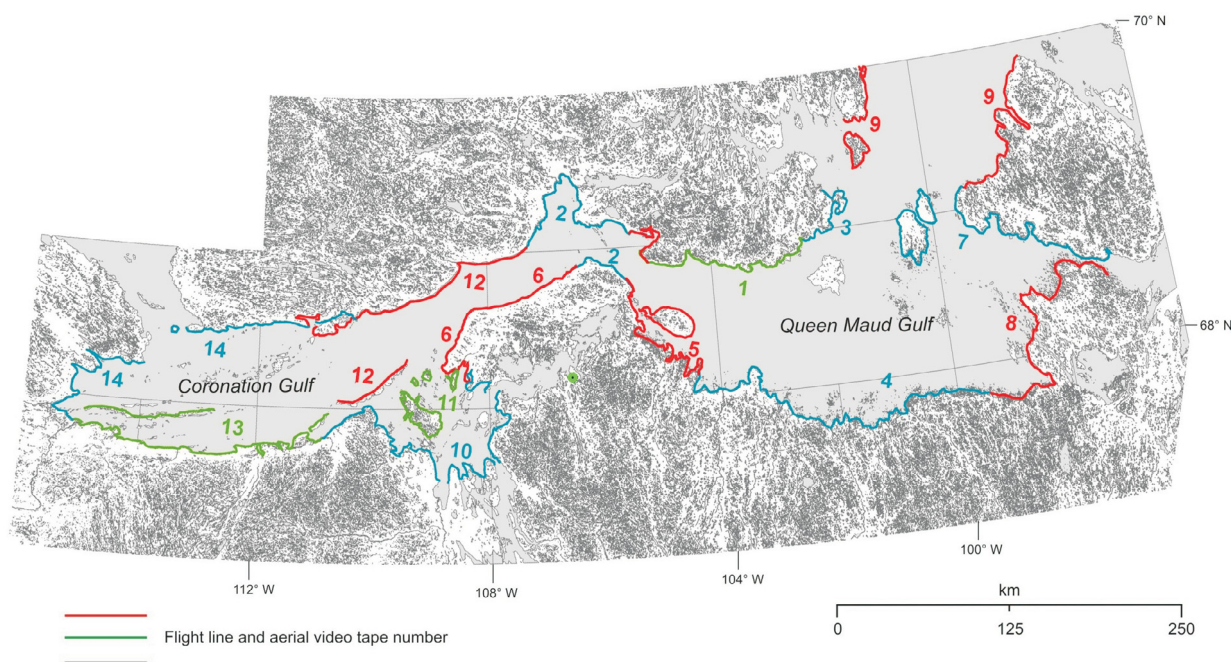 70° N
9
9
2
3
2
7
12
6
1
Queen Maud Gulf
68° N
8
14
6
5
14
Coronation Gulf
12
4
11
13
10
100° W
104° W
112° W
108° W
km
Flight line and aerial video tape number
0
125
250